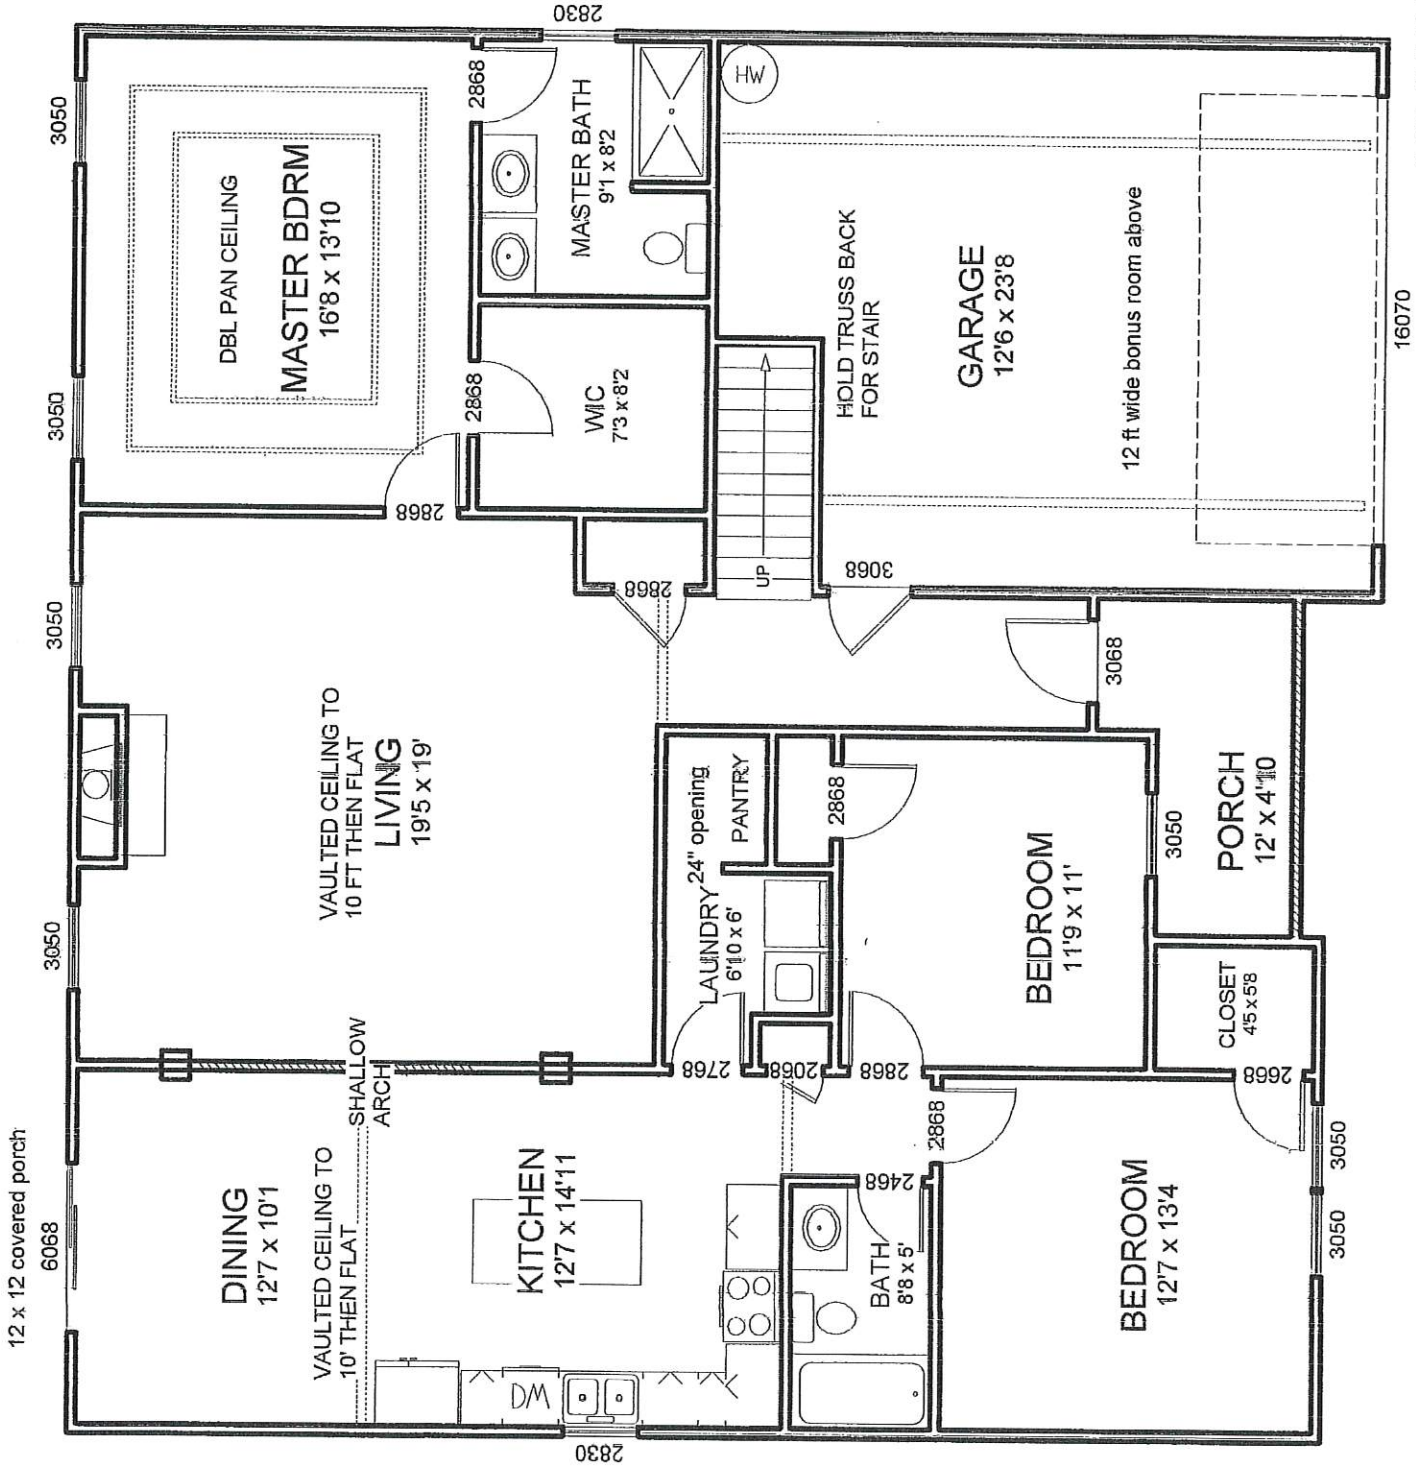 12 x 12 covered porch
6068
3050
3050
3050
3050
DINING
12'7 x 10'1
VAULTED CEILING TO
10' THEN FLAT
SHALLOW
ARCH
KITCHEN
12'7 x 14'11
DW
2830
VAULTED CEILING TO
10 FT THEN FLAT
LIVING
19'5 x 19'
DBL PAN CEILING
MASTER BDRM
16'8 x 13'10
2868
2868
2868
2830
MASTER BATH
9'1 x 8'2
WIC
7'3 x 8'2
2868
UP
HW
HOLD TRUSS BACK
FOR STAIR
GARAGE
12'6 x 23'8
12 ft wide bonus room above
16070
3068
3068
LAUNDRY
6'10 x 6'
24" opening
PANTRY
2768
2068
2868
2868
2868
2468
BATH
8'8 x 5'
BEDROOM
11'9 x 11'
3050
PORCH
12' x 4'10
CLOSET
4'5 x 5'8
2668
BEDROOM
12'7 x 13'4
3050
3050